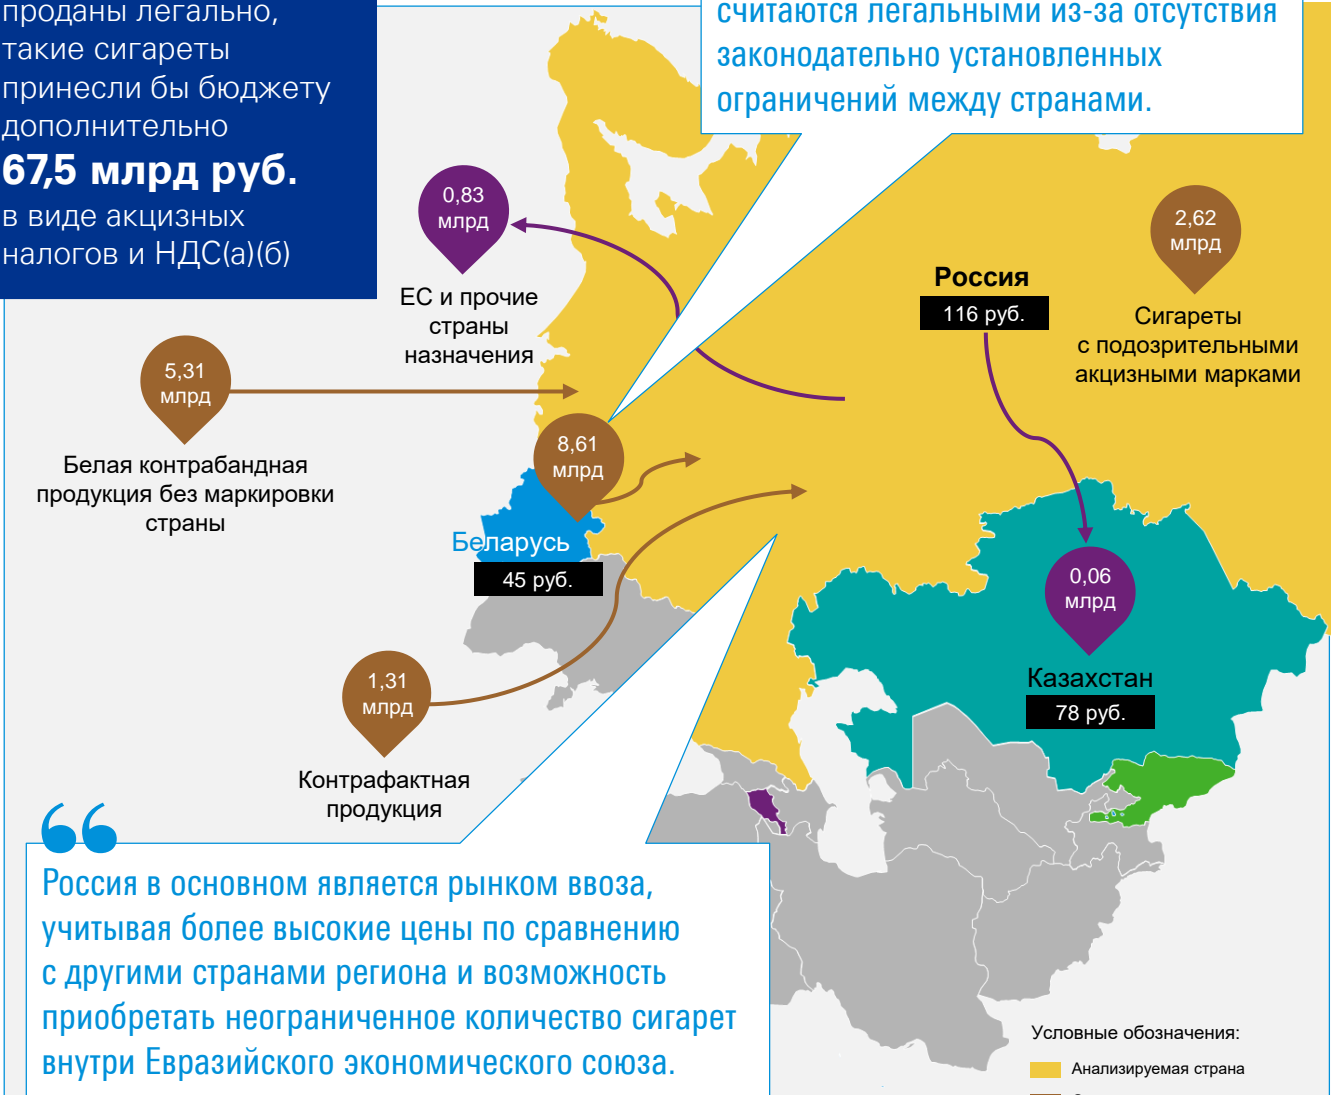 проданы легально,
такие сигареты
принесли бы бюджету
дополнительно
67,5 млрд руб.
в виде акцизных
налогов и НДС(а)(б)
считаются легальными из-за отсутствия
законодательно установленных
ограничений между странами.
0,83
млрд
ЕС и прочие
страны
назначения
2,62
млрд
Сигареты
с подозрительными
акцизными марками
Россия
116 руб.
5,31
млрд
Белая контрабандная
продукция без маркировки
страны
8,61
млрд
Беларусь
45 руб.
0,06
млрд
Казахстан
78 руб.
1,31
млрд
Контрафактная
продукция
Россия в основном является рынком ввоза,
учитывая более высокие цены по сравнению
с другими странами региона и возможность
приобретать неограниченное количество сигарет
внутри Евразийского экономического союза.
Условные обозначения:
Анализируемая страна